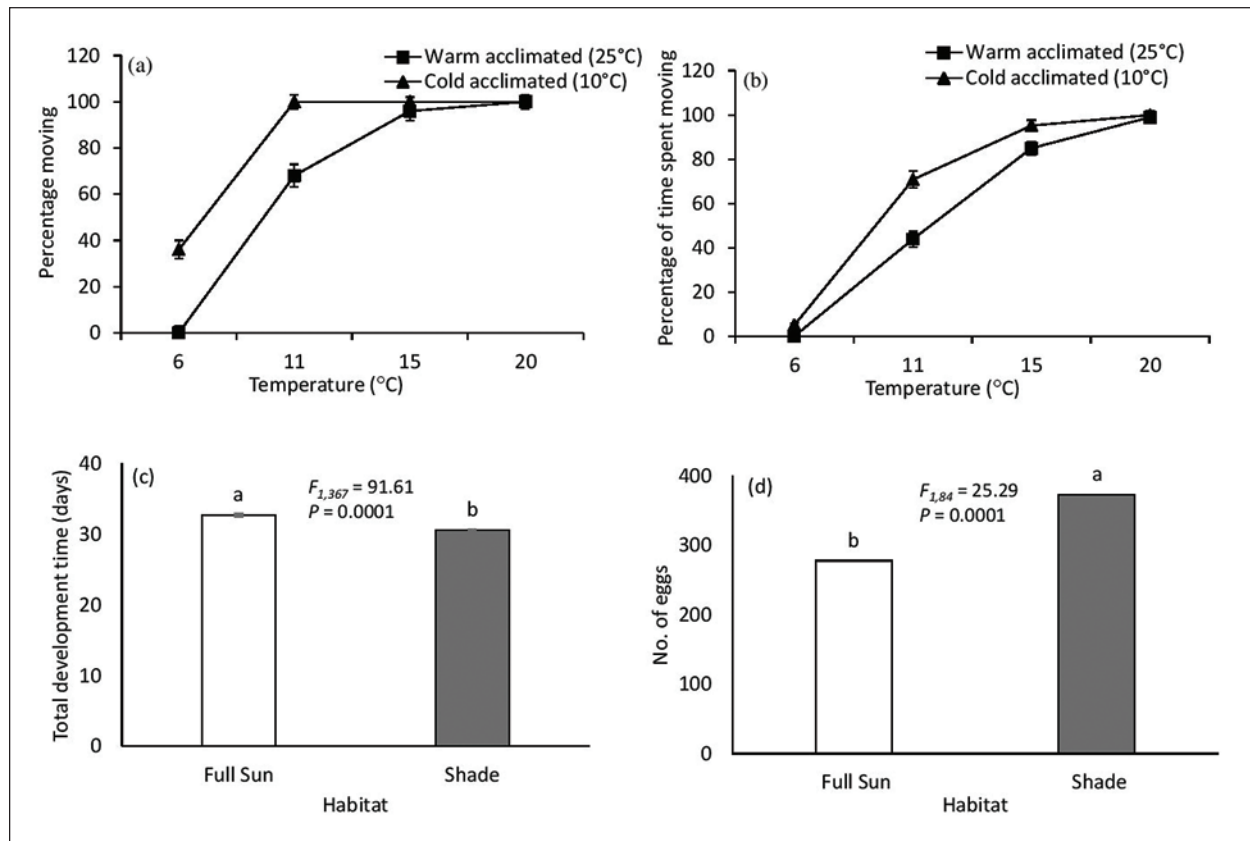 (a)
Warm acclimated (25°C)
Cold acclimated (10°C)
Percentage moving
120
100
80
60
40
20
0
6 11 15 20
Temperature (°C)
(b)
Warm acclimated (25°C)
Cold acclimated (10°C)
Percentage of time spent moving
120
100
80
60
40
20
0
6 11 15 20
Temperature (°C)
(c)
Total development time (days)
40
30
20
10
0
a
b
F1,367 = 91.61
P = 0.0001
Full Sun Shade
Habitat
(d)
No. of eggs
400
300
200
100
0
b
a
F1,84 = 25.29
P = 0.0001
Full Sun Shade
Habitat